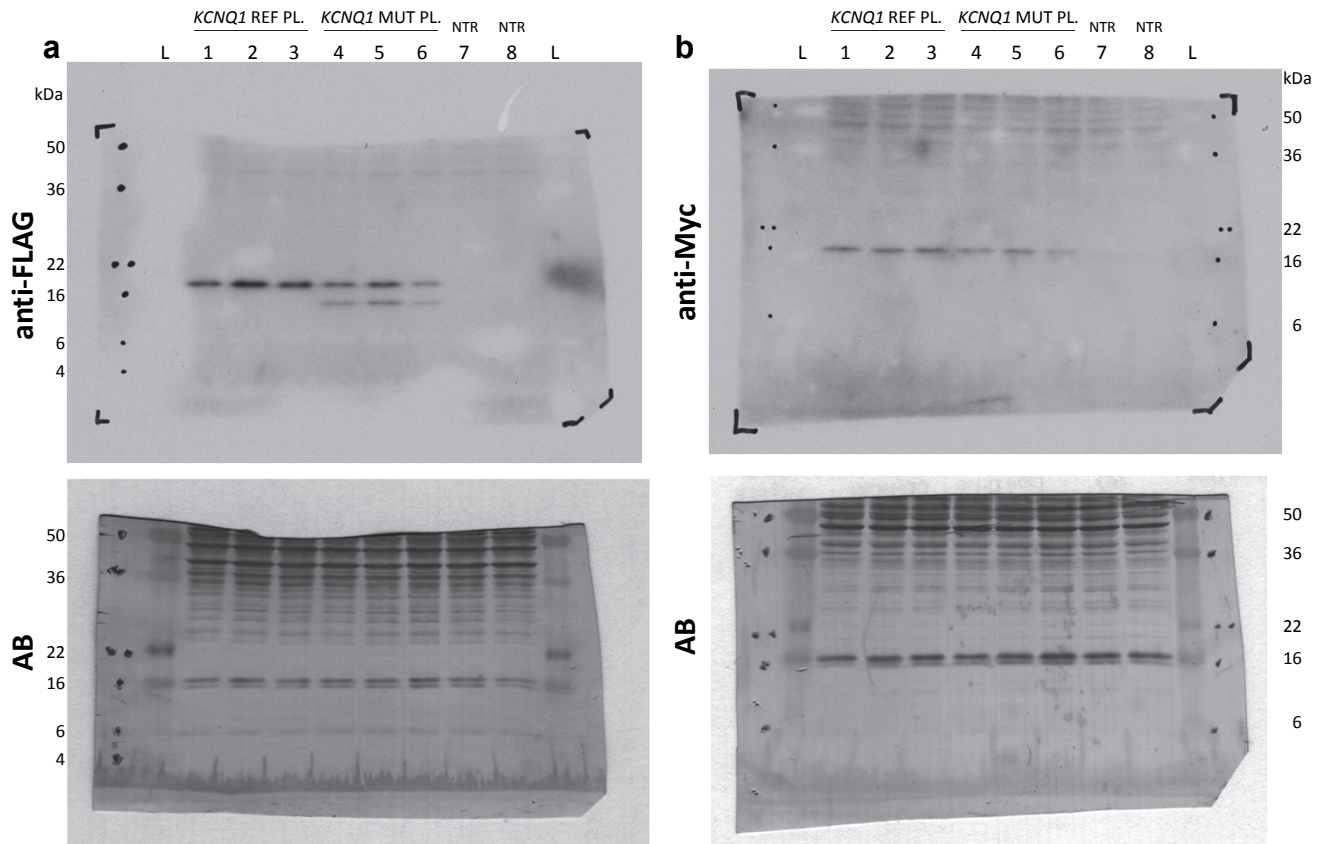 KCNQ1 REF PL. KCNQ1 MUT PL. NTR NTR
a L 1 2 3 4 5 6 7 8 L
kDa
50
36
22
16
6
4
anti-FLAG
50
36
22
16
6
4
AB
KCNQ1 REF PL. KCNQ1 MUT PL. NTR NTR
b L 1 2 3 4 5 6 7 8 L
kDa
50
36
22
16
6
anti-Myc
50
36
22
16
6
AB